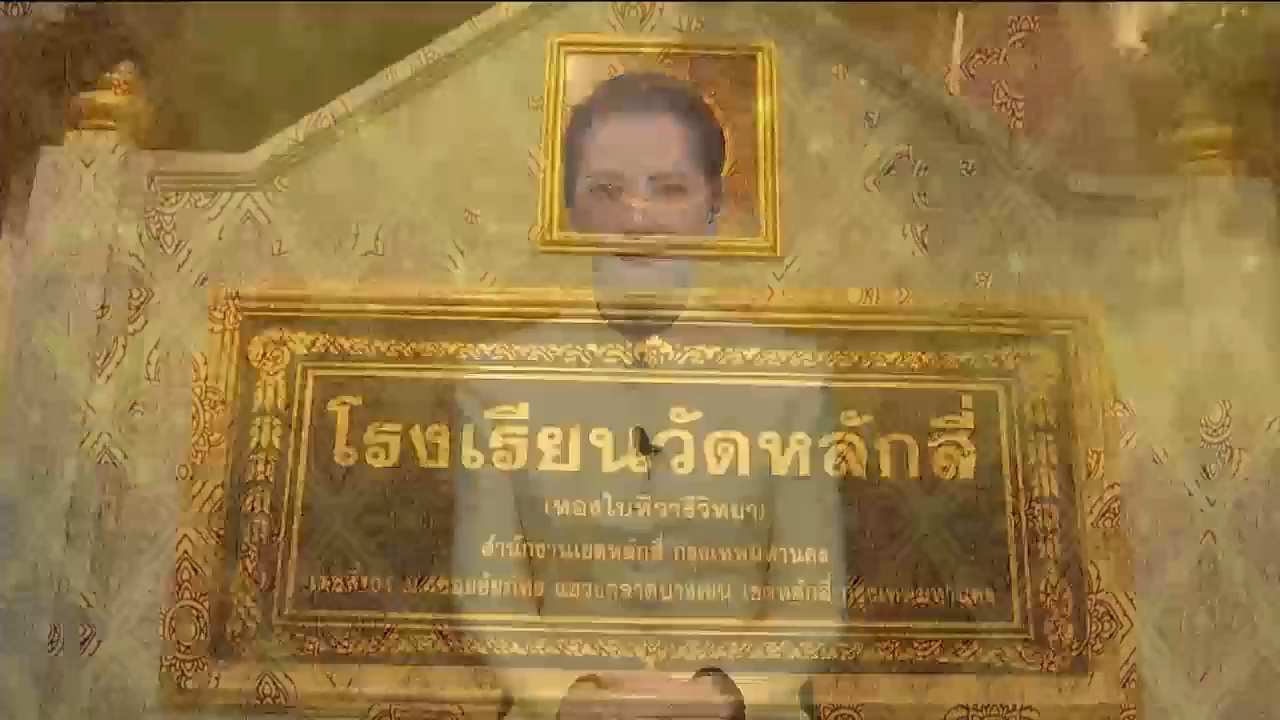 โรงเรียนวัดหลักสี่
(ทองใบทิวารีวิทยา)
สำนักงานเขตหลักสี่ กรุงเทพมหานคร
แขวงตลาดบางเขน เขตหลักสี่ กรุงเทพมหานคร